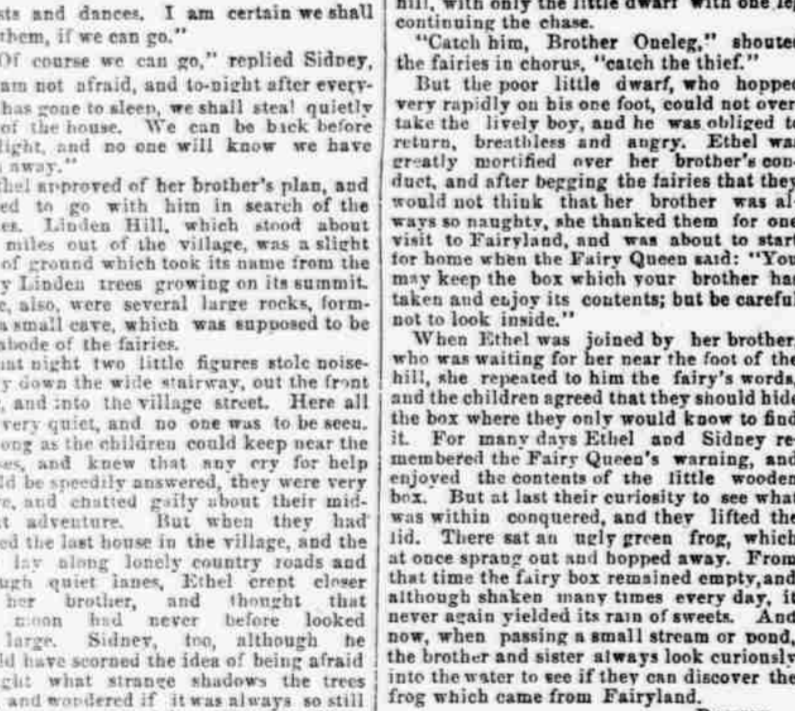 sts and dances. I am certain we shall
them, if we can go."
Of course we can go," replied Sidney,
am not afraid, and to-night after every-
has gone to sleep, we shall steal quietly
of the house. We can be back before
light, and no one will know we have
away."
hel approved of her brother's plan, and
ed to go with him in search of the
es. Linden Hill, which stood about
miles out of the village, was a slight
of ground which took its name from the
y Linden trees growing on its summit.
e, also, were several large rocks, form-
a small cave, which was supposed to be
abode of the fairies.
hat night two little figures stole noise-
y down the wide stairway, out the front
, and into the village street. Here all
very quiet, and no one was to be seen.
ong as the children could keep near the
ses, and knew that any cry for help
ld be speedily answered, they were very
e, and chatted gaily about their mid-
t adventure. But when they had
ed the last house in the village, and the
lay along lonely country roads and
ugh quiet lanes, Ethel crept closer
her brother, and thought that
moon had never before looked
large. Sidney, too, although he
ld have scorned the idea of being afraid
ght what strange shadows the trees
and wondered if it was always so still
hill, with only the little dwarf with one leg
continuing the chase.
"Catch him, Brother Oneleg," shouted
the fairies in chorus, "catch the thief."
But the poor little dwarf, who hopped
very rapidly on his one foot, could not over
take the lively boy, and he was obliged to
return, breathless and angry. Ethel was
greatly mortified over her brother's con-
duct, and after begging the fairies that they
would not think that her brother was al-
ways so naughty, she thanked them for one
visit to Fairyland, and was about to start
for home when the Fairy Queen said: "You
may keep the box which your brother has
taken and enjoy its contents; but be careful
not to look inside."
When Ethel was joined by her brother,
who was waiting for her near the foot of the
hill, she repeated to him the fairy's words,
and the children agreed that they should hide
the box where they only would know to find
it. For many days Ethel and Sidney re-
membered the Fairy Queen's warning, and
enjoyed the contents of the little wooden
box. But at last their curiosity to see what
was within conquered, and they lifted the
lid. There sat an ugly green frog, which
at once sprang out and hopped away. From
that time the fairy box remained empty, and
although shaken many times every day, it
never again yielded its rain of sweets. And
now, when passing a small stream or pond,
the brother and sister always look curiously
into the water to see if they can discover the
frog which came from Fairyland.